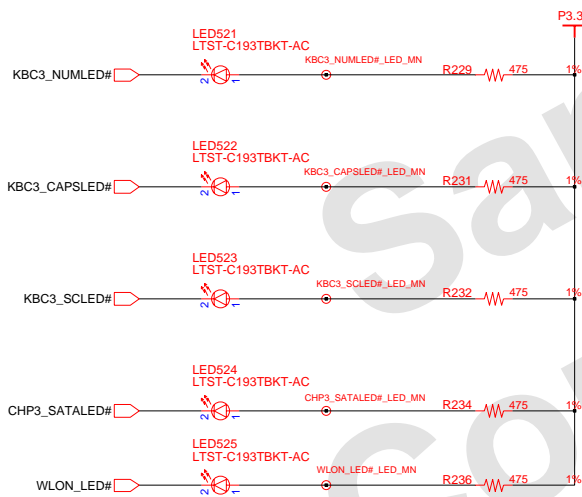 P3.3
LED521
LTST-C193TBKT-AC
KBC3_NUMLED#_LED_MN
KBC3_NUMLED# 2 1 R229 475 1%
LED522
LTST-C193TBKT-AC
KBC3_CAPSLED#_LED_MN
KBC3_CAPSLED# 2 1 R231 475 1%
LED523
LTST-C193TBKT-AC
KBC3_SCLED#_LED_MN
KBC3_SCLED# 2 1 R232 475 1%
LED524
LTST-C193TBKT-AC
CHP3_SATALED#_LED_MN
CHP3_SATALED# 2 1 R234 475 1%
LED525
LTST-C193TBKT-AC
WLON_LED#_LED_MN
WLON_LED# 2 1 R236 475 1%